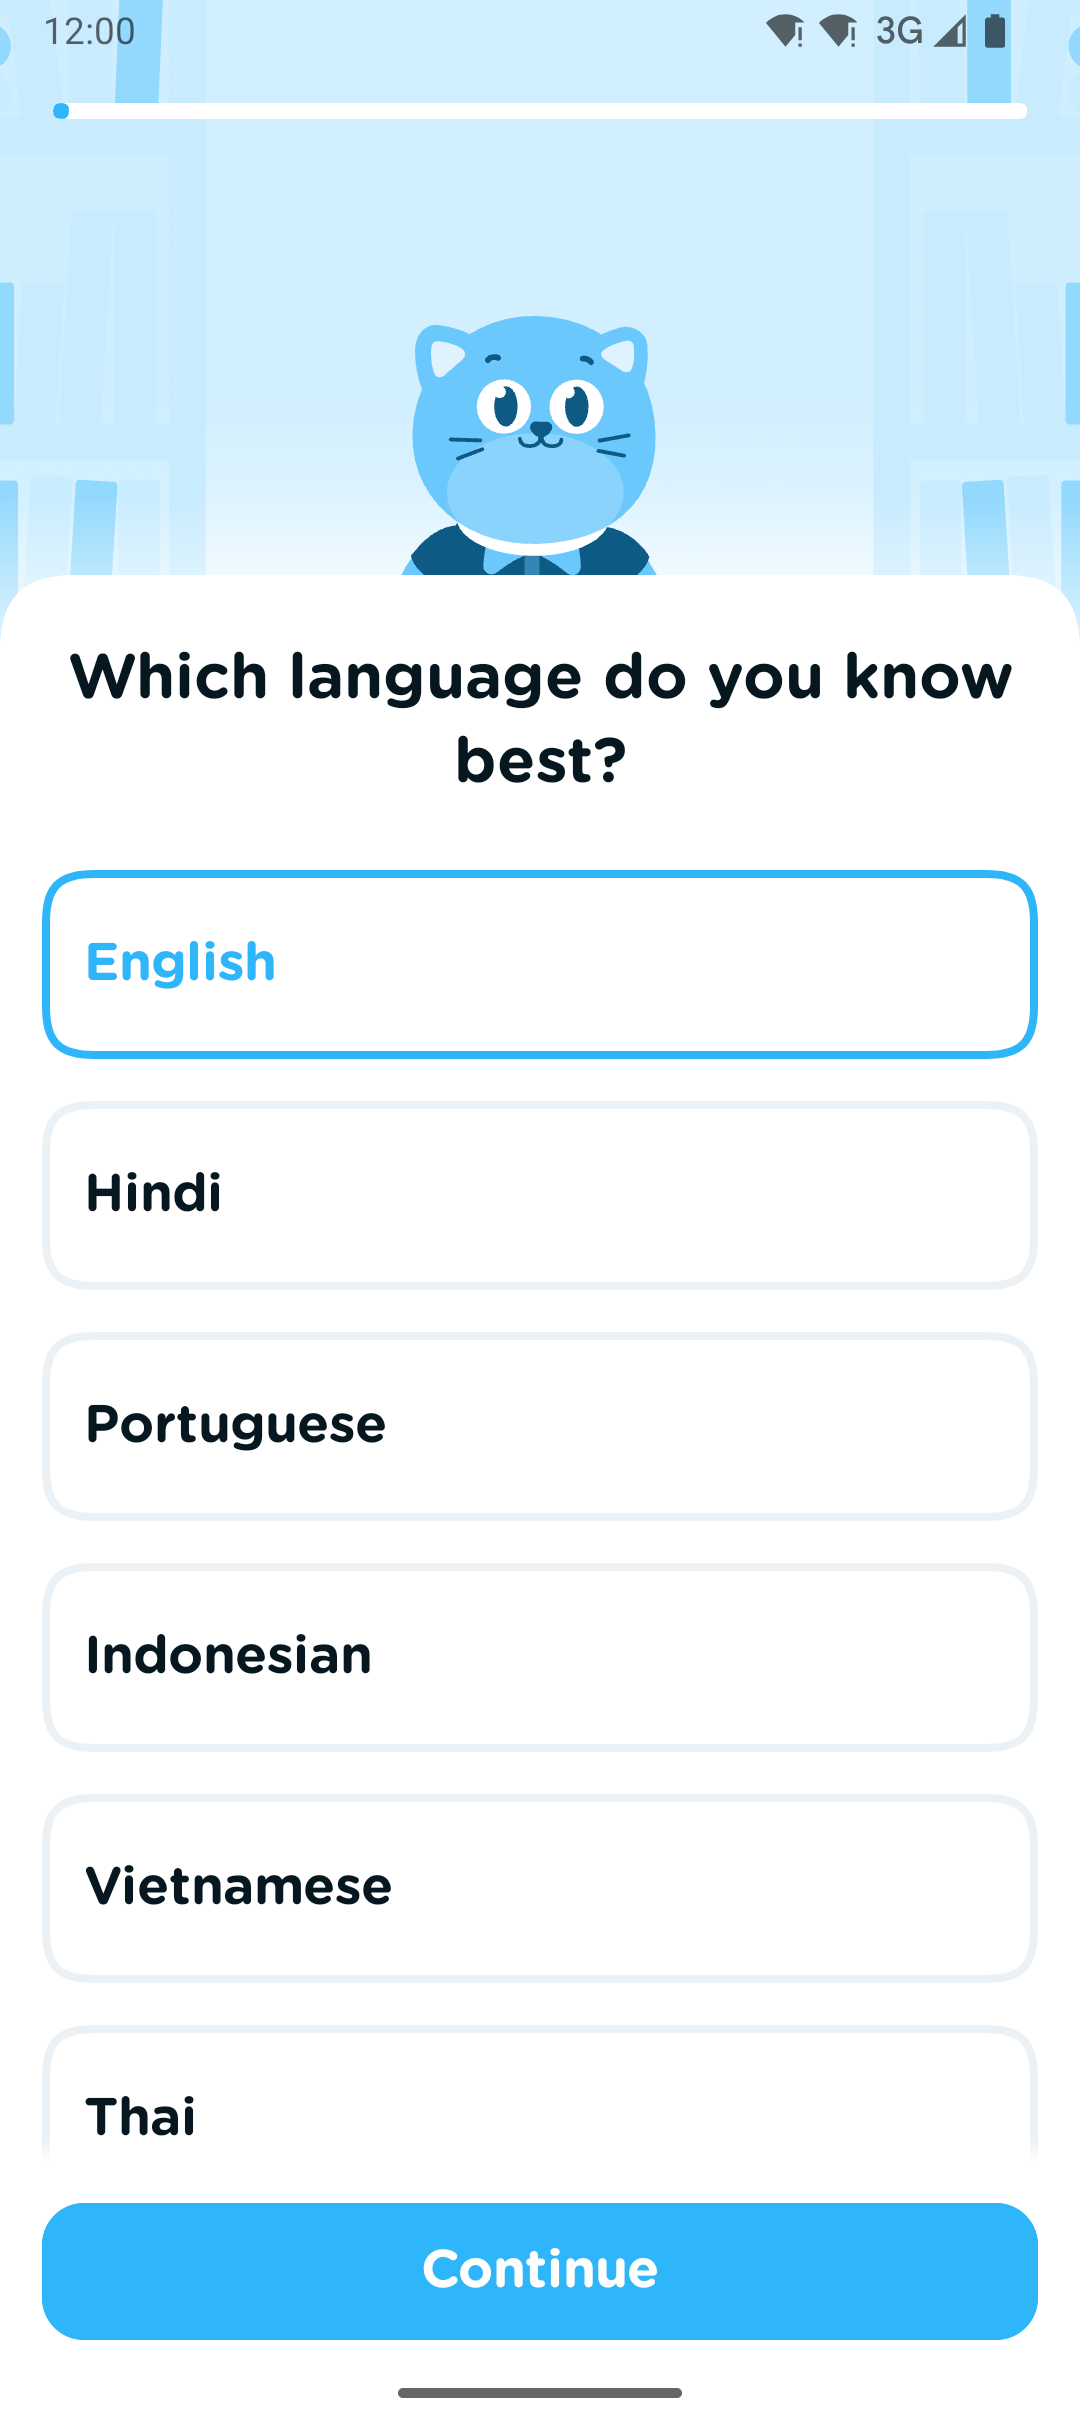 12:00
3G
Which language do you know
best?
English
Hindi
Portuguese
Indonesian
Vietnamese
Thai
Continue